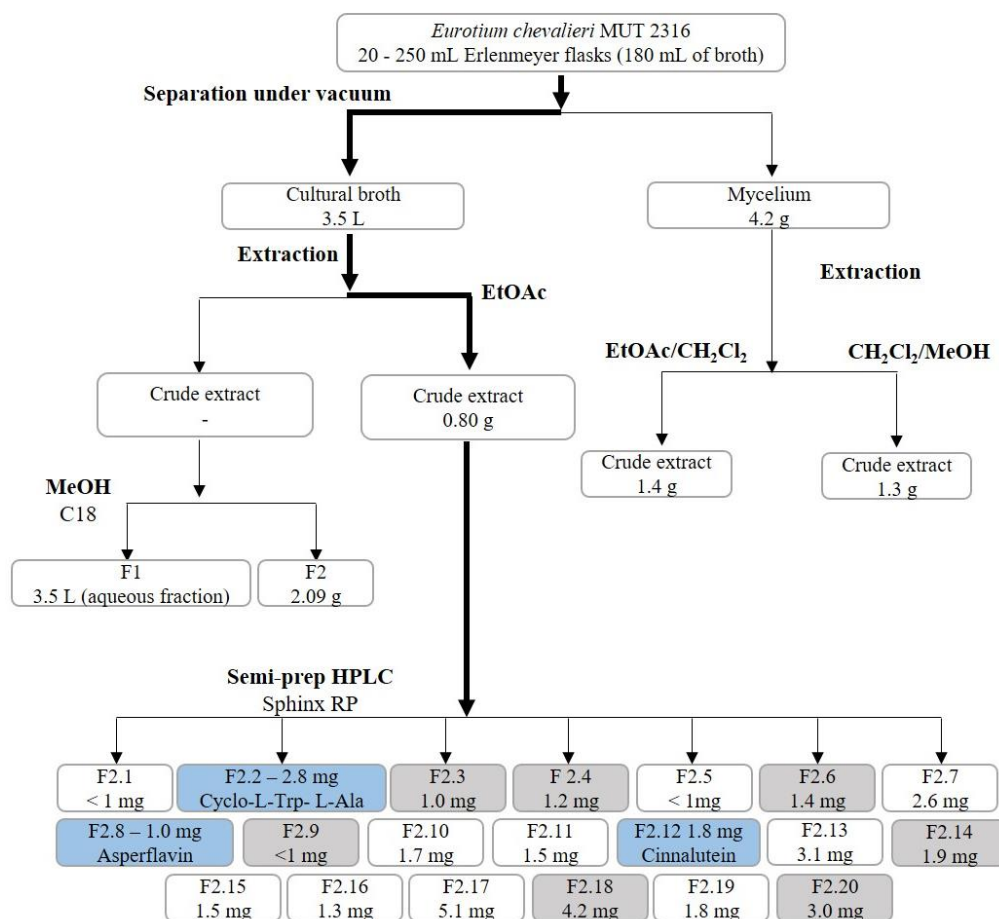 Eurotium chevalieri MUT 2316
20 - 250 mL Erlenmeyer flasks (180 mL of broth)
Separation under vacuum
Cultural broth
3.5 L
Mycelium
4.2 g
Extraction
Extraction
EtOAc
EtOAc/CH₂Cl₂
CH₂Cl₂/MeOH
Crude extract
-
Crude extract
0.80 g
Crude extract
1.4 g
Crude extract
1.3 g
MeOH
C18
F1
3.5 L (aqueous fraction)
F2
2.09 g
Semi-prep HPLC
Sphinx RP
F2.1
< 1 mg
F2.2 – 2.8 mg
Cyclo-L-Trp- L-Ala
F2.3
1.0 mg
F 2.4
1.2 mg
F2.5
< 1mg
F2.6
1.4 mg
F2.7
2.6 mg
F2.8 – 1.0 mg
Asperflavin
F2.9
<1 mg
F2.10
1.7 mg
F2.11
1.5 mg
F2.12 1.8 mg
Cinnalutein
F2.13
3.1 mg
F2.14
1.9 mg
F2.15
1.5 mg
F2.16
1.3 mg
F2.17
5.1 mg
F2.18
4.2 mg
F2.19
1.8 mg
F2.20
3.0 mg